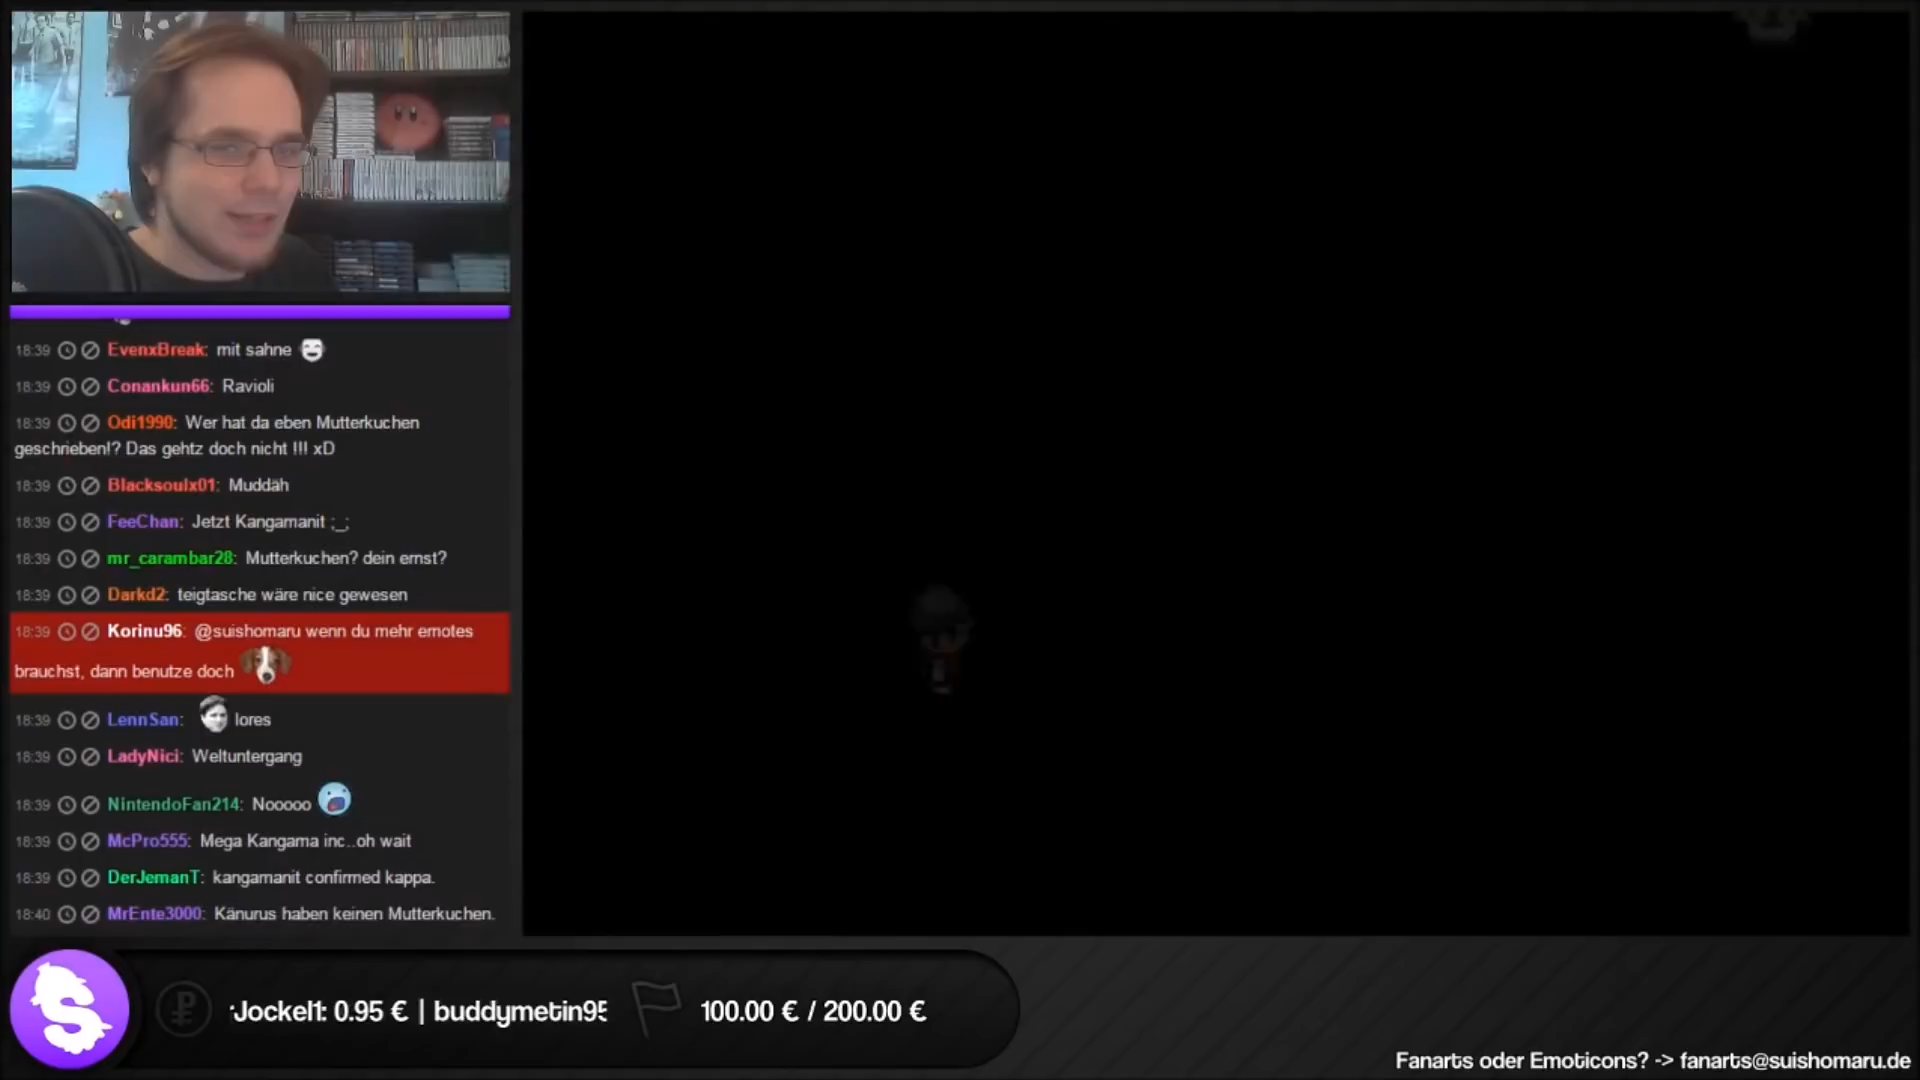 18:39 EvenxBreak: mit sahne
18:39 Conankun66: Ravioli
18:39 Odi1990: Wer hat da eben Mutterkuchen
geschrieben!? Das gehtz doch nicht !!! xD
18:39 Blacksoulx01: Muddäh
18:39 FeeChan: Jetzt Kangamanit ;_;
18:39 mr_carambar28: Mutterkuchen? dein ernst?
18:39 Darkd2: teigtasche wäre nice gewesen
18:39 Korinu96: @suishomaru wenn du mehr emotes
brauchst, dann benutze doch
18:39 LennSan: lores
18:39 LadyNici: Weltuntergang
18:39 NintendoFan214: Nooooo
18:39 McPro555: Mega Kangama inc..oh wait
18:39 DerJemanT: kangamanit confirmed kappa.
18:40 MrEnte3000: Känurus haben keinen Mutterkuchen.
S
rJockel1: 0.95 € | buddymetin95
100.00 € / 200.00 €
Fanarts oder Emoticons? -> fanarts@suishomaru.de